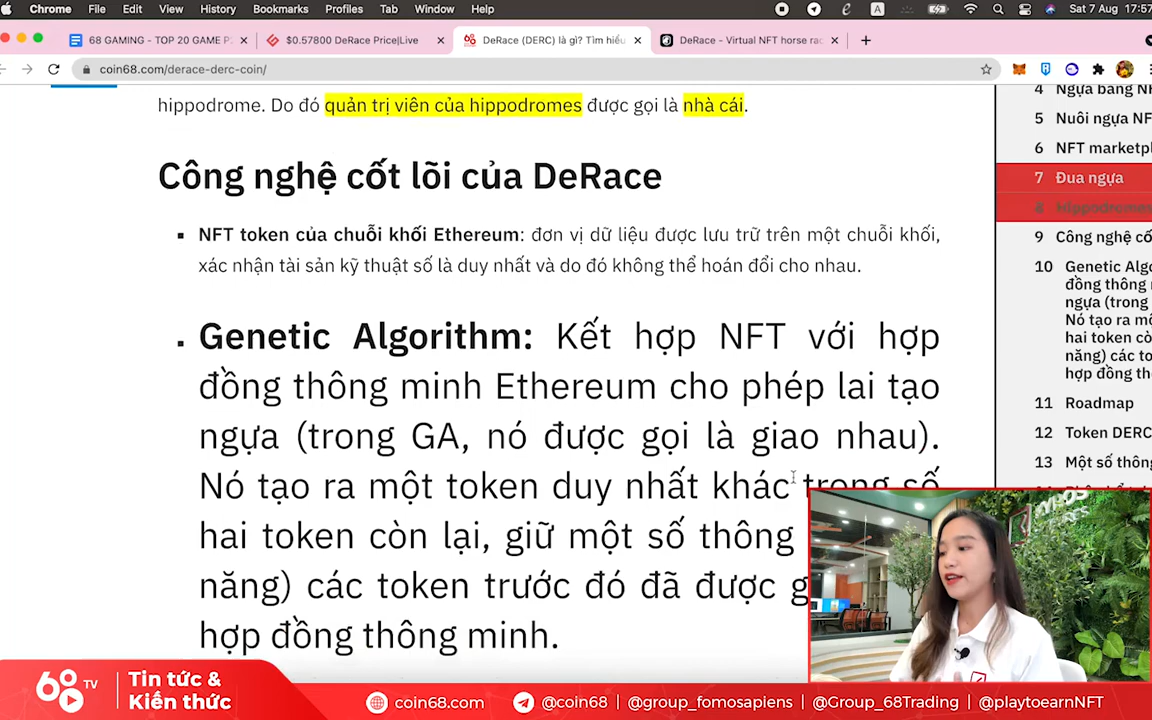 Chrome File Edit View History Bookmarks Profiles Tab Window Help
A
Sat 7 Aug 17:57
68 GAMING - TOP 20 GAME P
$0.57800 DeRace Price|Live
DeRace (DERC) là gì? Tìm hiểu
DeRace - Virtual NFT horse rac
coin68.com/derace-derc-coin/
hippodrome. Do đó quản trị viên của hippodromes được gọi là nhà cái.
Công nghệ cốt lõi của DeRace
NFT token của chuỗi khối Ethereum: đơn vị dữ liệu được lưu trữ trên một chuỗi khối,
xác nhận tài sản kỹ thuật số là duy nhất và do đó không thể hoán đổi cho nhau.
Genetic Algorithm: Kết hợp NFT với hợp
đồng thông minh Ethereum cho phép lai tạo
ngựa (trong GA, nó được gọi là giao nhau).
Nó tạo ra một token duy nhất khác trong số
hai token còn lại, giữ một số thông
năng) các token trước đó đã được g
hợp đồng thông minh.
4 Ngựa bằng NF
5 Nuôi ngựa NF
6 NFT marketpl
7 Đua ngựa
8 Hippodromes
9 Công nghệ cố
10 Genetic Algo
đồng thông
ngựa (trong
Nó tạo ra m
hai token cò
năng) các to
hợp đồng th
11 Roadmap
12 Token DERC
13 Một số thôn
68 TV
Tin tức &
Kiến thức
coin68.com
@coin68 | @group_fomosapiens | @Group_68Trading | @playtoearnNFT